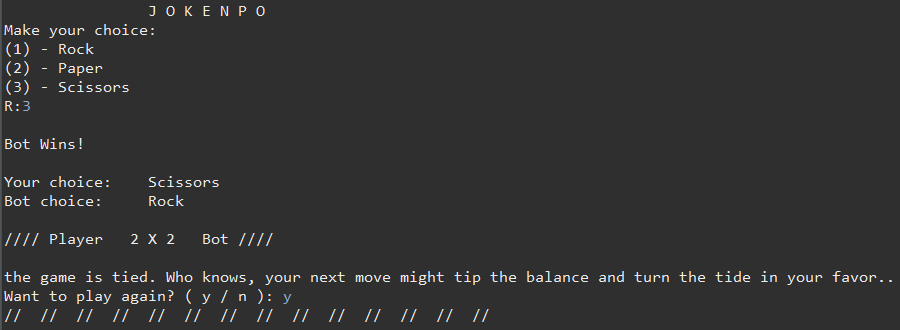 J O K E N P O
Make your choice:
(1) - Rock
(2) - Paper
(3) - Scissors
R:3
Bot Wins!
Your choice:    Scissors
Bot choice:     Rock
//// Player   2 X 2   Bot ////
the game is tied. Who knows, your next move might tip the balance and turn the tide in your favor..
Want to play again? ( y / n ): y
//  //  //  //  //  //  //  //  //  //  //  //  //  //